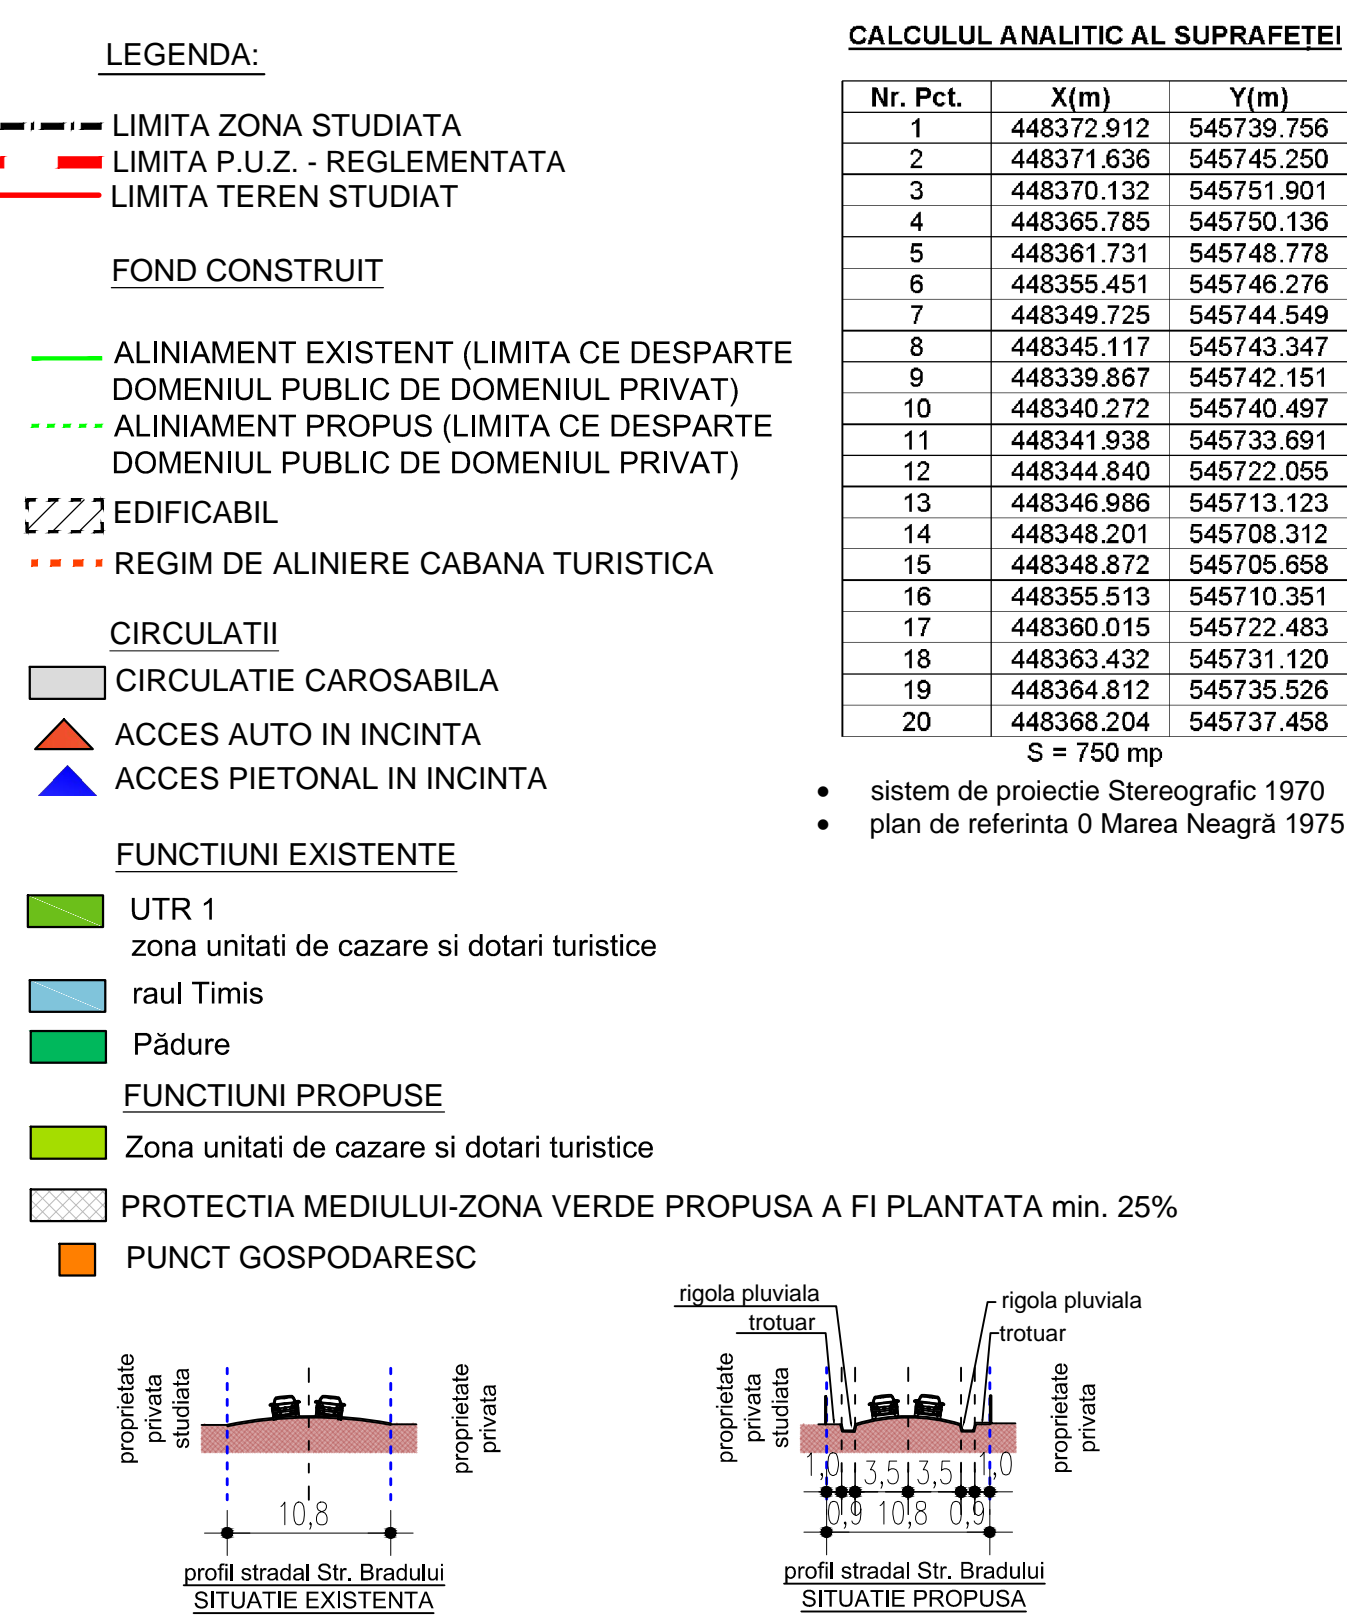 LEGENDA:
LIMITA ZONA STUDIATA
LIMITA P.U.Z. - REGLEMENTATA
LIMITA TEREN STUDIAT
FOND CONSTRUIT
ALINIAMENT EXISTENT (LIMITA CE DESPARTE
DOMENIUL PUBLIC DE DOMENIUL PRIVAT)
ALINIAMENT PROPUS (LIMITA CE DESPARTE
DOMENIUL PUBLIC DE DOMENIUL PRIVAT)
EDIFICABIL
REGIM DE ALINIERE CABANA TURISTICA
CIRCULATII
CIRCULATIE CAROSABILA
ACCES AUTO IN INCINTA
ACCES PIETONAL IN INCINTA
FUNCTIUNI EXISTENTE
UTR 1
zona unitati de cazare si dotari turistice
raul Timis
Pădure
FUNCTIUNI PROPUSE
Zona unitati de cazare si dotari turistice
PROTECTIA MEDIULUI-ZONA VERDE PROPUSA A FI PLANTATA min. 25%
PUNCT GOSPODARESC
CALCULUL ANALITIC AL SUPRAFEȚEI
Nr. Pct. X(m) Y(m)
1 448372.912 545739.756
2 448371.636 545745.250
3 448370.132 545751.901
4 448365.785 545750.136
5 448361.731 545748.778
6 448355.451 545746.276
7 448349.725 545744.549
8 448345.117 545743.347
9 448339.867 545742.151
10 448340.272 545740.497
11 448341.938 545733.691
12 448344.840 545722.055
13 448346.986 545713.123
14 448348.201 545708.312
15 448348.872 545705.658
16 448355.513 545710.351
17 448360.015 545722.483
18 448363.432 545731.120
19 448364.812 545735.526
20 448368.204 545737.458
S = 750 mp
• sistem de proiectie Stereografic 1970
• plan de referinta 0 Marea Neagră 1975
proprietate
privata
studiata
proprietate
privata
10,8
profil stradal Str. Bradului
SITUATIE EXISTENTA
rigola pluviala
trotuar
rigola pluviala
trotuar
proprietate
privata
studiata
proprietate
privata
1,0 3,5 3,5 1,0
0,9 10,8 0,9
profil stradal Str. Bradului
SITUATIE PROPUSA